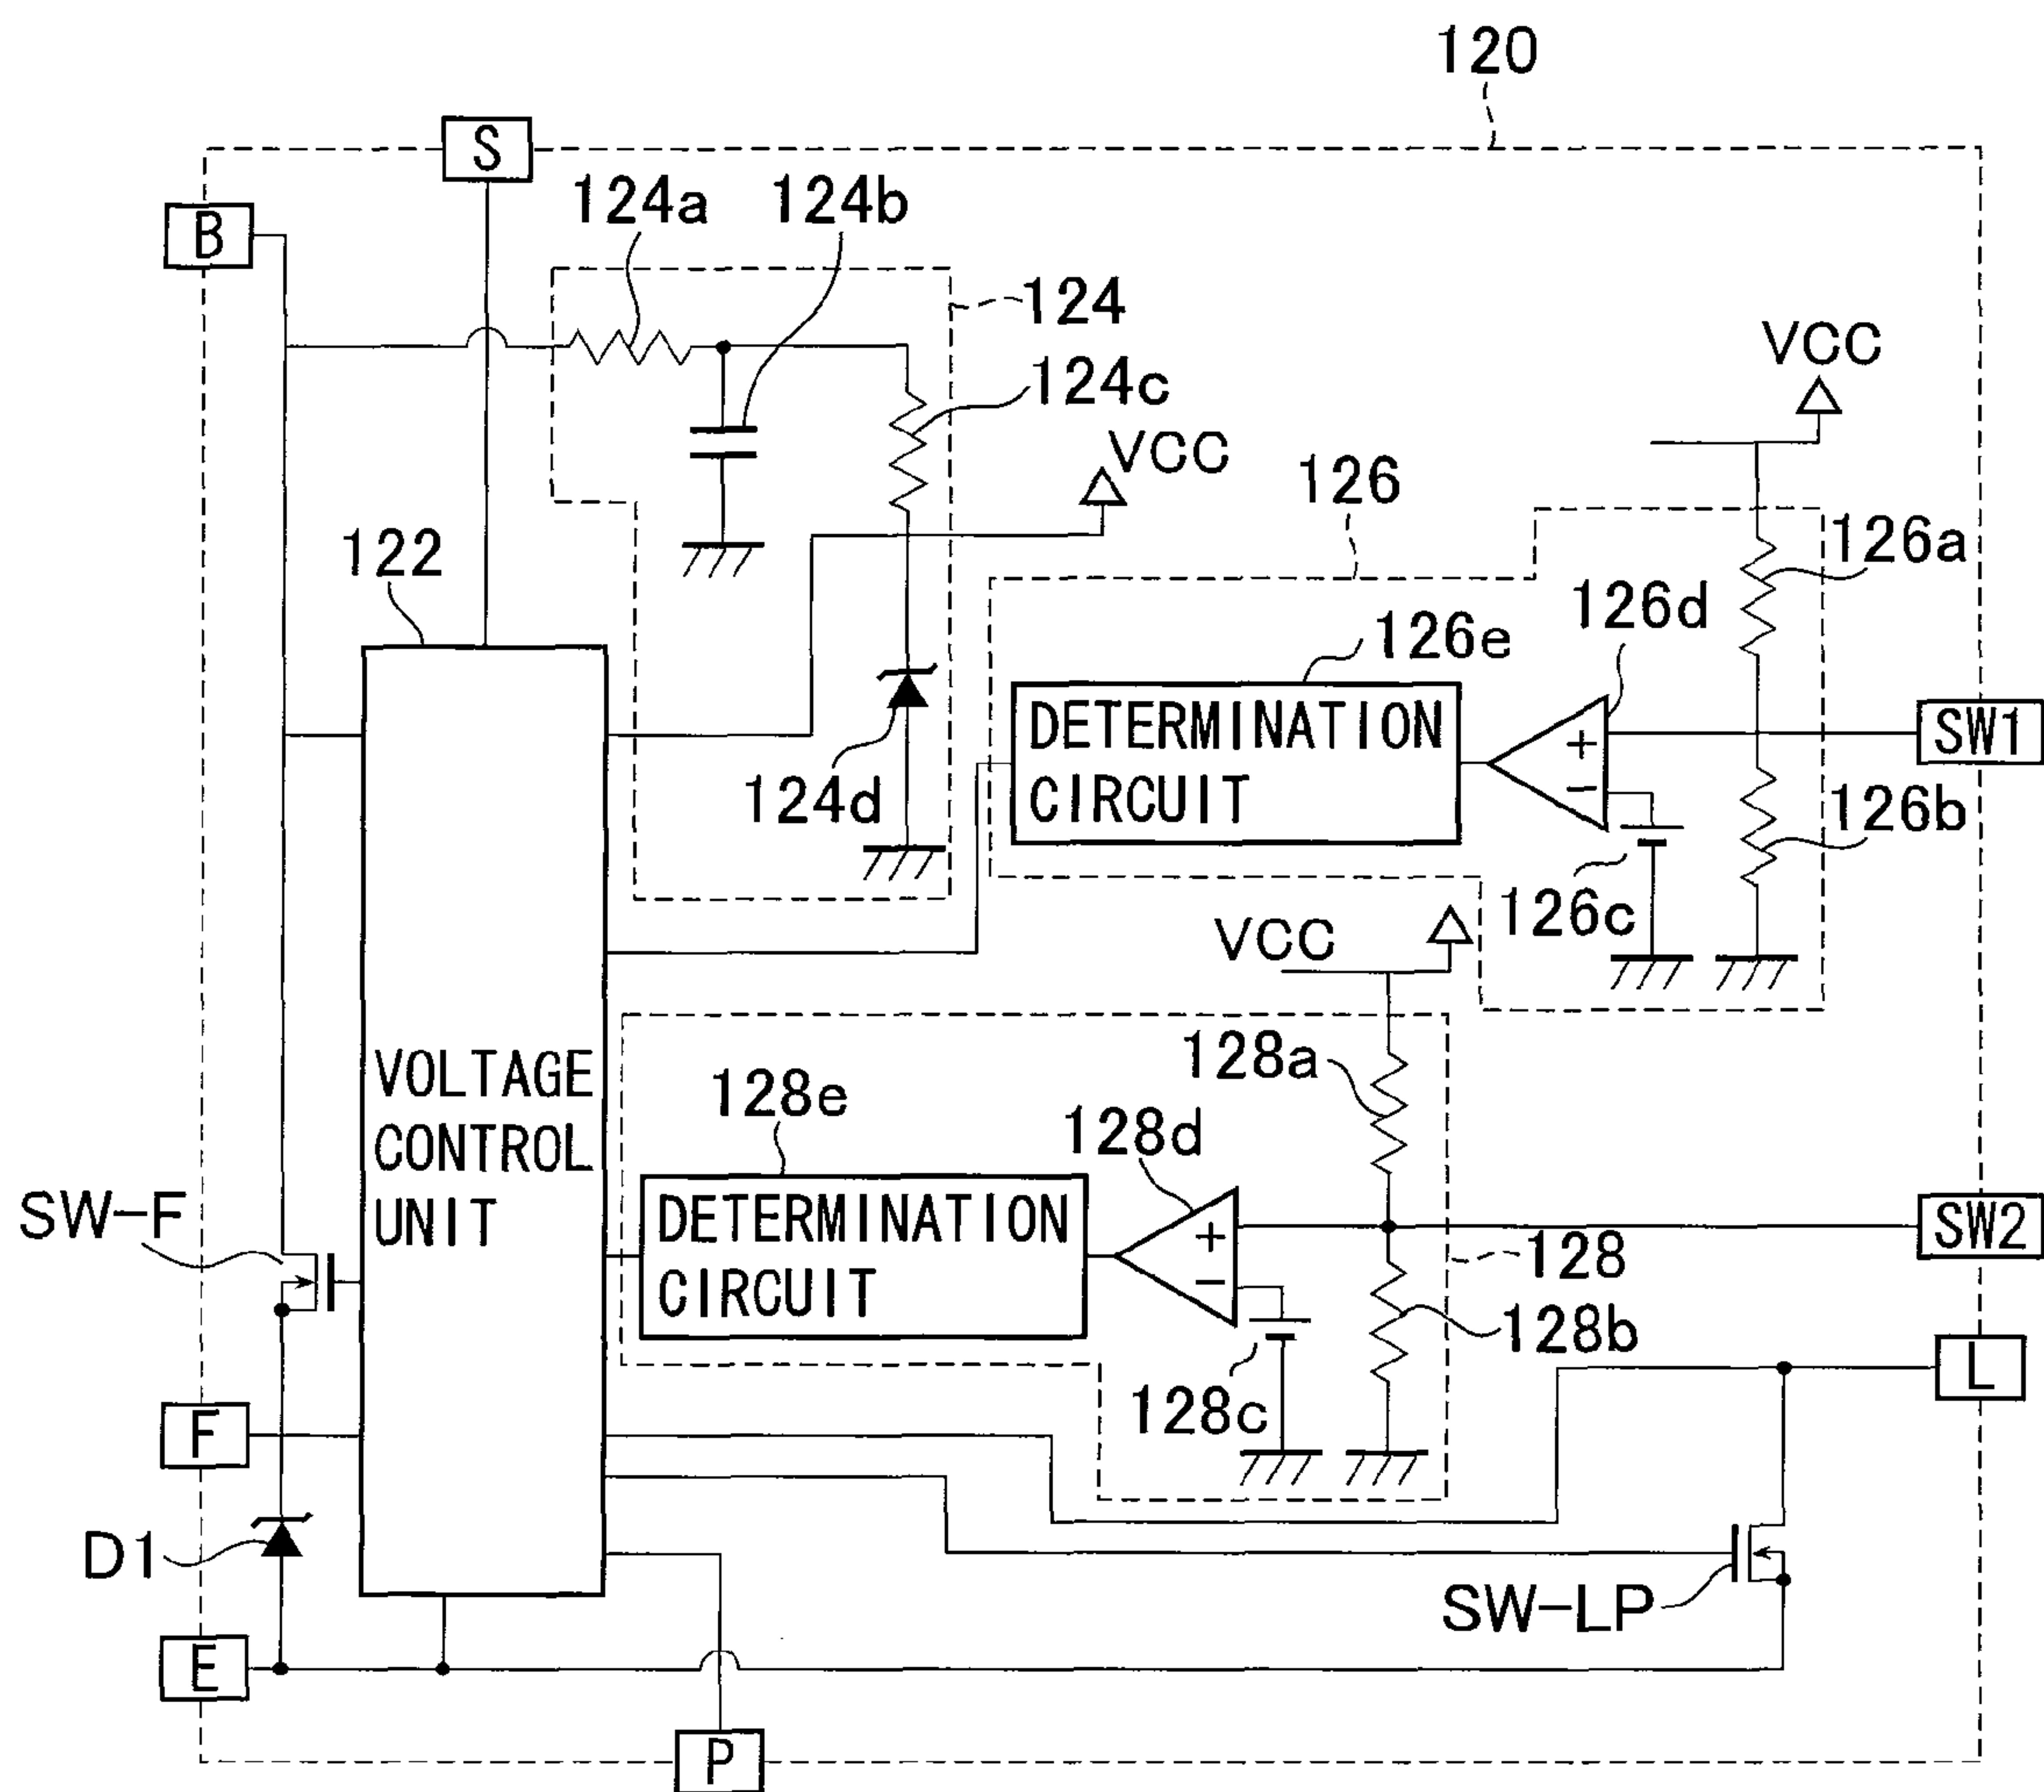 120
S
B
124a
124b
124
VCC
124c
VCC
126
122
126a
126d
126e
DETERMINATION
CIRCUIT
+
−
SW1
124d
126b
126c
VCC
128a
VOLTAGE
CONTROL
UNIT
128e
128d
DETERMINATION
CIRCUIT
+
−
SW-F
SW2
128
128b
L
128c
F
D1
SW-LP
E
P